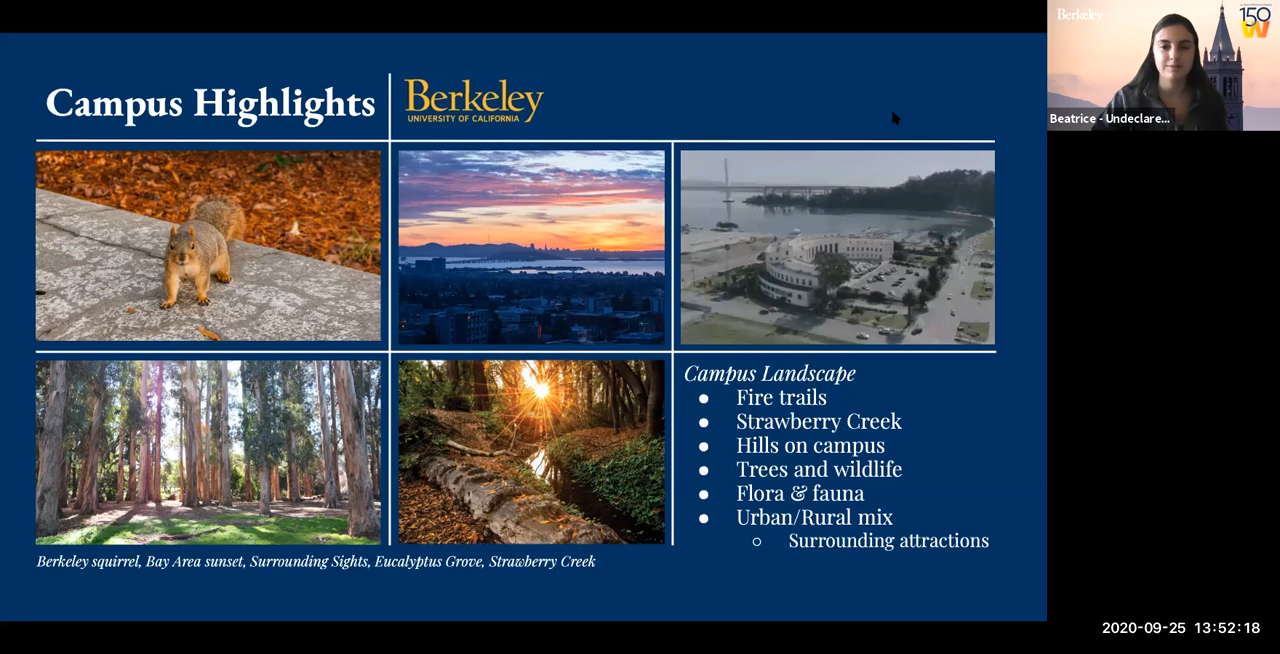 Campus Highlights
Berkeley
UNIVERSITY OF CALIFORNIA
Campus Landscape
● Fire trails
● Strawberry Creek
● Hills on campus
● Trees and wildlife
● Flora & fauna
● Urban/Rural mix
○ Surrounding attractions
Berkeley squirrel, Bay Area sunset, Surrounding Sights, Eucalyptus Grove, Strawberry Creek
Berkeley
150
W
Beatrice - Undeclare...
2020-09-25 13:52:18